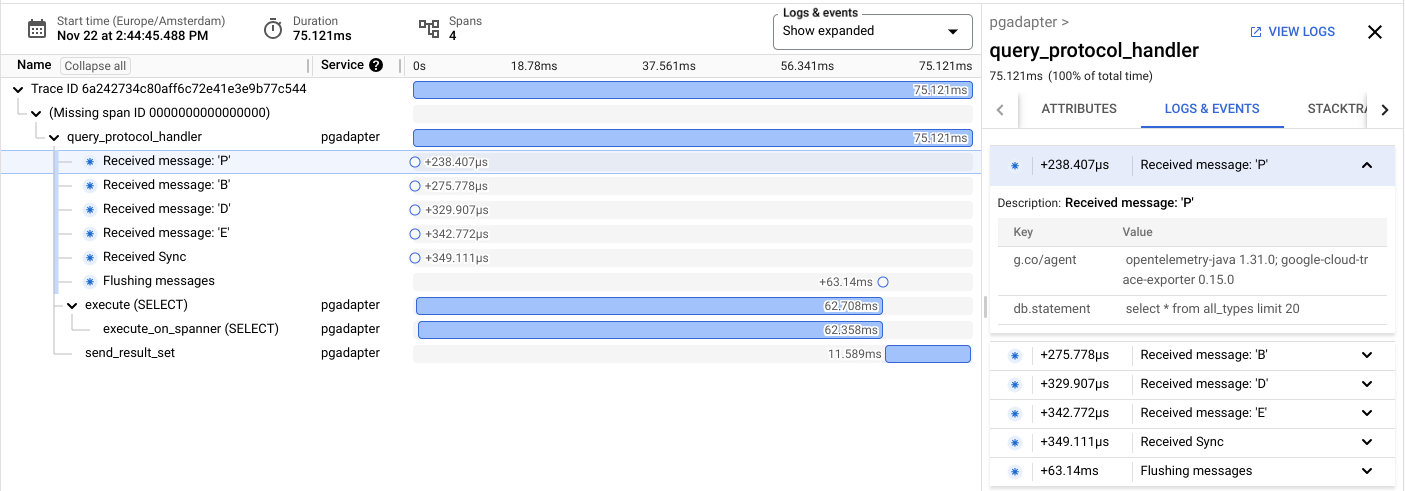 Start time (Europe/Amsterdam)
Nov 22 at 2:44:45.488 PM
Duration
75.121ms
Spans
4
Logs & events
Show expanded
Name Collapse all Service ? 0s 18.78ms 37.561ms 56.341ms 75.121ms
Trace ID 6a242734c80aff6c72e41e3e9b77c544 75.121ms
(Missing span ID 0000000000000000)
query_protocol_handler pgadapter 75.121ms
Received message: 'P' +238.407µs
Received message: 'B' +275.778µs
Received message: 'D' +329.907µs
Received message: 'E' +342.772µs
Received Sync +349.111µs
Flushing messages +63.14ms
execute (SELECT) pgadapter 62.708ms
execute_on_spanner (SELECT) pgadapter 62.358ms
send_result_set pgadapter 11.589ms
pgadapter >
VIEW LOGS
query_protocol_handler
75.121ms (100% of total time)
ATTRIBUTES LOGS & EVENTS STACKTRA
+238.407µs Received message: 'P'
Description: Received message: 'P'
Key Value
g.co/agent opentelemetry-java 1.31.0; google-cloud-tr
ace-exporter 0.15.0
db.statement select * from all_types limit 20
+275.778µs Received message: 'B'
+329.907µs Received message: 'D'
+342.772µs Received message: 'E'
+349.111µs Received Sync
+63.14ms Flushing messages